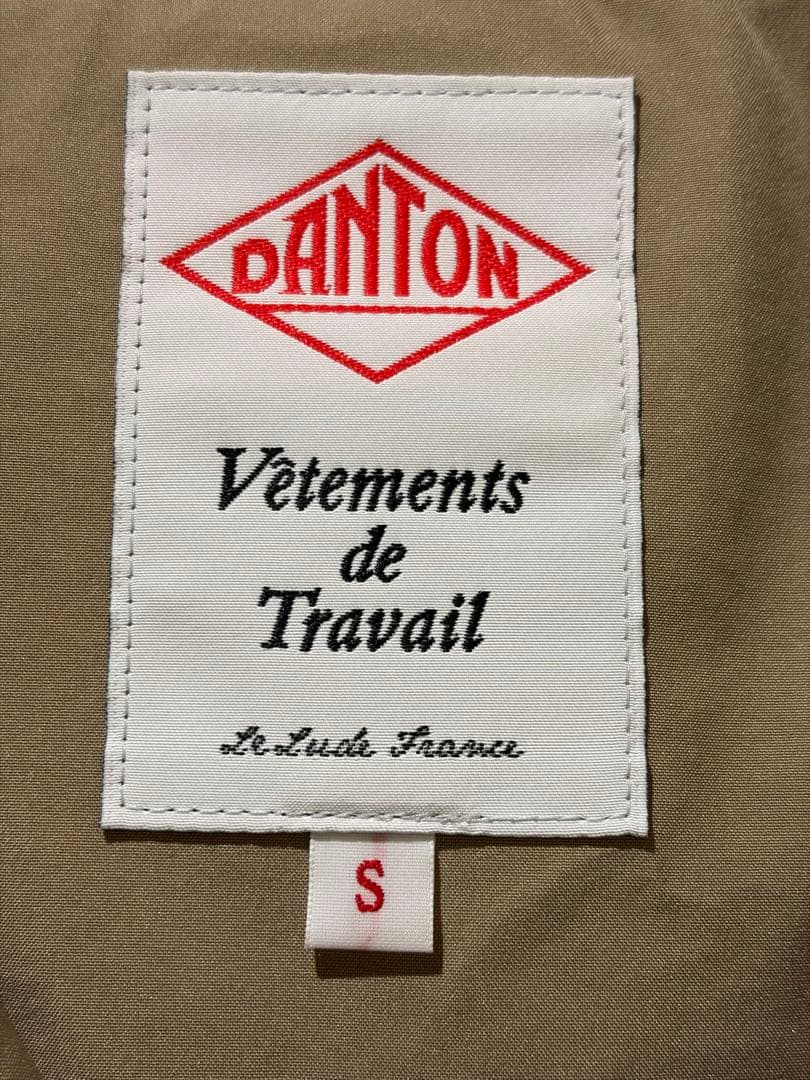 DANTON
Vêtements
de
Travail
Le Lude France
S